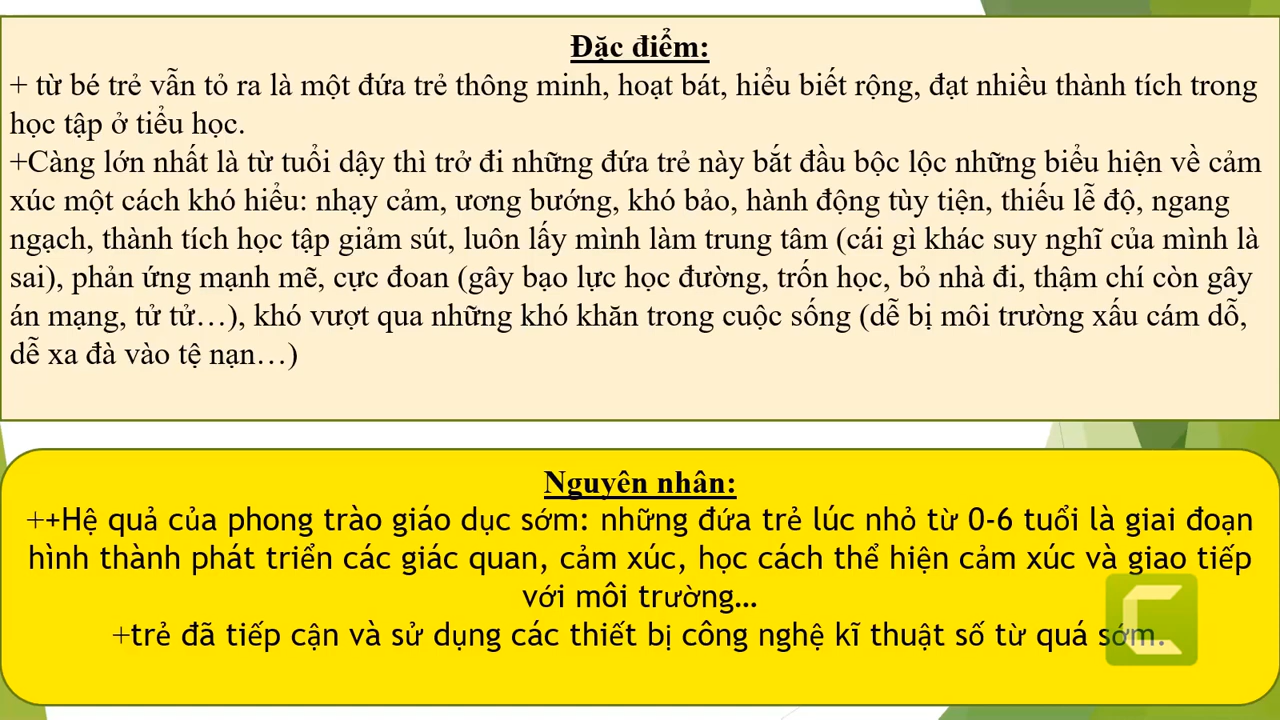 Đặc điểm:
+ từ bé trẻ vẫn tỏ ra là một đứa trẻ thông minh, hoạt bát, hiểu biết rộng, đạt nhiều thành tích trong
học tập ở tiểu học.
+Càng lớn nhất là từ tuổi dậy thì trở đi những đứa trẻ này bắt đầu bộc lộc những biểu hiện về cảm
xúc một cách khó hiểu: nhạy cảm, ương bướng, khó bảo, hành động tùy tiện, thiếu lễ độ, ngang
ngạch, thành tích học tập giảm sút, luôn lấy mình làm trung tâm (cái gì khác suy nghĩ của mình là
sai), phản ứng mạnh mẽ, cực đoan (gây bạo lực học đường, trốn học, bỏ nhà đi, thậm chí còn gây
án mạng, tử tử…), khó vượt qua những khó khăn trong cuộc sống (dễ bị môi trường xấu cám dỗ,
dễ xa đà vào tệ nạn…)
Nguyên nhân:
++Hệ quả của phong trào giáo dục sớm: những đứa trẻ lúc nhỏ từ 0-6 tuổi là giai đoạn
hình thành phát triển các giác quan, cảm xúc, học cách thể hiện cảm xúc và giao tiếp
với môi trường…
+trẻ đã tiếp cận và sử dụng các thiết bị công nghệ kĩ thuật số từ quá sớm.